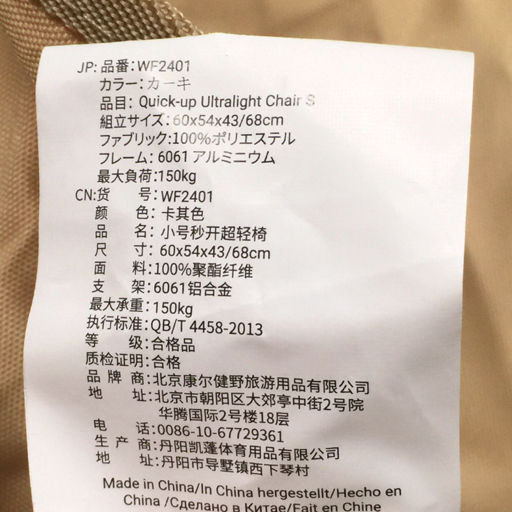 JP: 品番：WF2401
カラー：カーキ
品目：Quick-up Ultralight Chair S
組立サイズ：60x54x43/68cm
ファブリック：100%ポリエステル
フレーム：6061 アルミニウム
最大負荷：150kg
CN:货 号：WF2401
颜 色：卡其色
品 名：小号秒开超轻椅
尺 寸：60x54x43/68cm
面 料：100%聚酯纤维
支 架：6061铝合金
最大承重：150kg
执行标准：QB/T 4458-2013
等 级：合格品
质检证明：合格
品 牌 商：北京康尔健野旅游用品有限公司
地 址：北京市朝阳区大郊亭中街2号院
华腾国际2号楼18层
电 话：0086-10-67729361
生 产 商：丹阳凯蓬体育用品有限公司
地 址：丹阳市导墅镇西下琴村
Made in China/In China hergestellt/Hecho en
China /Сделано в Китае/Fait en Chine